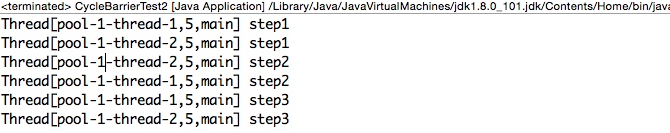 <terminated> CycleBarrierTest2 [Java Application] /Library/Java/JavaVirtualMachines/jdk1.8.0_101.jdk/Contents/Home/bin/java
Thread[pool-1-thread-1,5,main] step1
Thread[pool-1-thread-2,5,main] step1
Thread[pool-1-thread-2,5,main] step2
Thread[pool-1-thread-1,5,main] step2
Thread[pool-1-thread-1,5,main] step3
Thread[pool-1-thread-2,5,main] step3